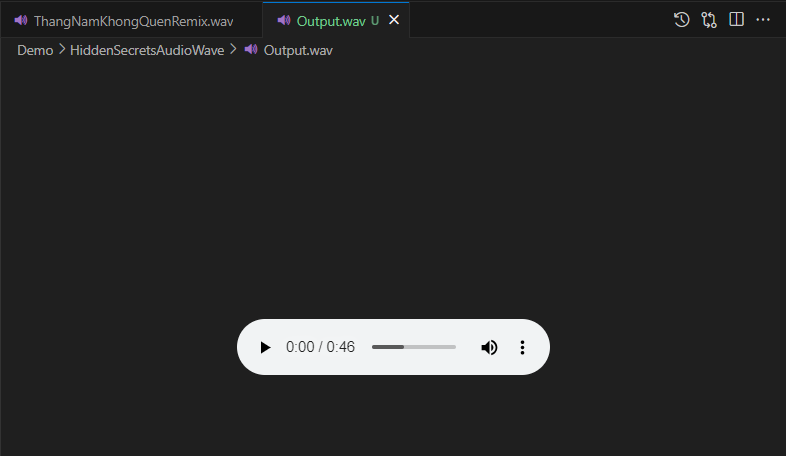 ThangNamKhongQuenRemix.wav Output.wav U
Demo > HiddenSecretsAudioWave > Output.wav
0:00 / 0:46